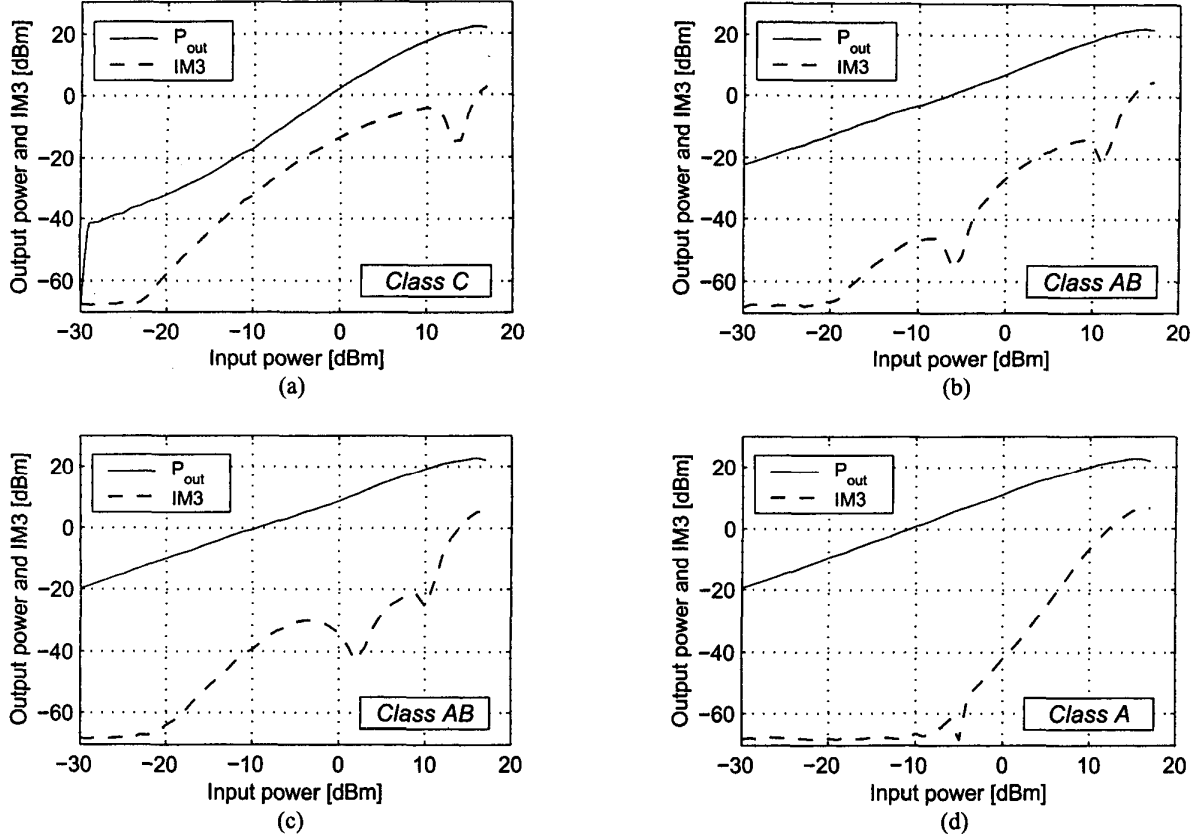 Output power and IM3 [dBm]
20
0
−20
−40
−60
P_out
IM3
Class C
−30 −20 −10 0 10 20
Input power [dBm]
(a)
Output power and IM3 [dBm]
20
0
−20
−40
−60
P_out
IM3
Class AB
−30 −20 −10 0 10 20
Input power [dBm]
(b)
Output power and IM3 [dBm]
20
0
−20
−40
−60
P_out
IM3
Class AB
−30 −20 −10 0 10 20
Input power [dBm]
(c)
Output power and IM3 [dBm]
20
0
−20
−40
−60
P_out
IM3
Class A
−30 −20 −10 0 10 20
Input power [dBm]
(d)